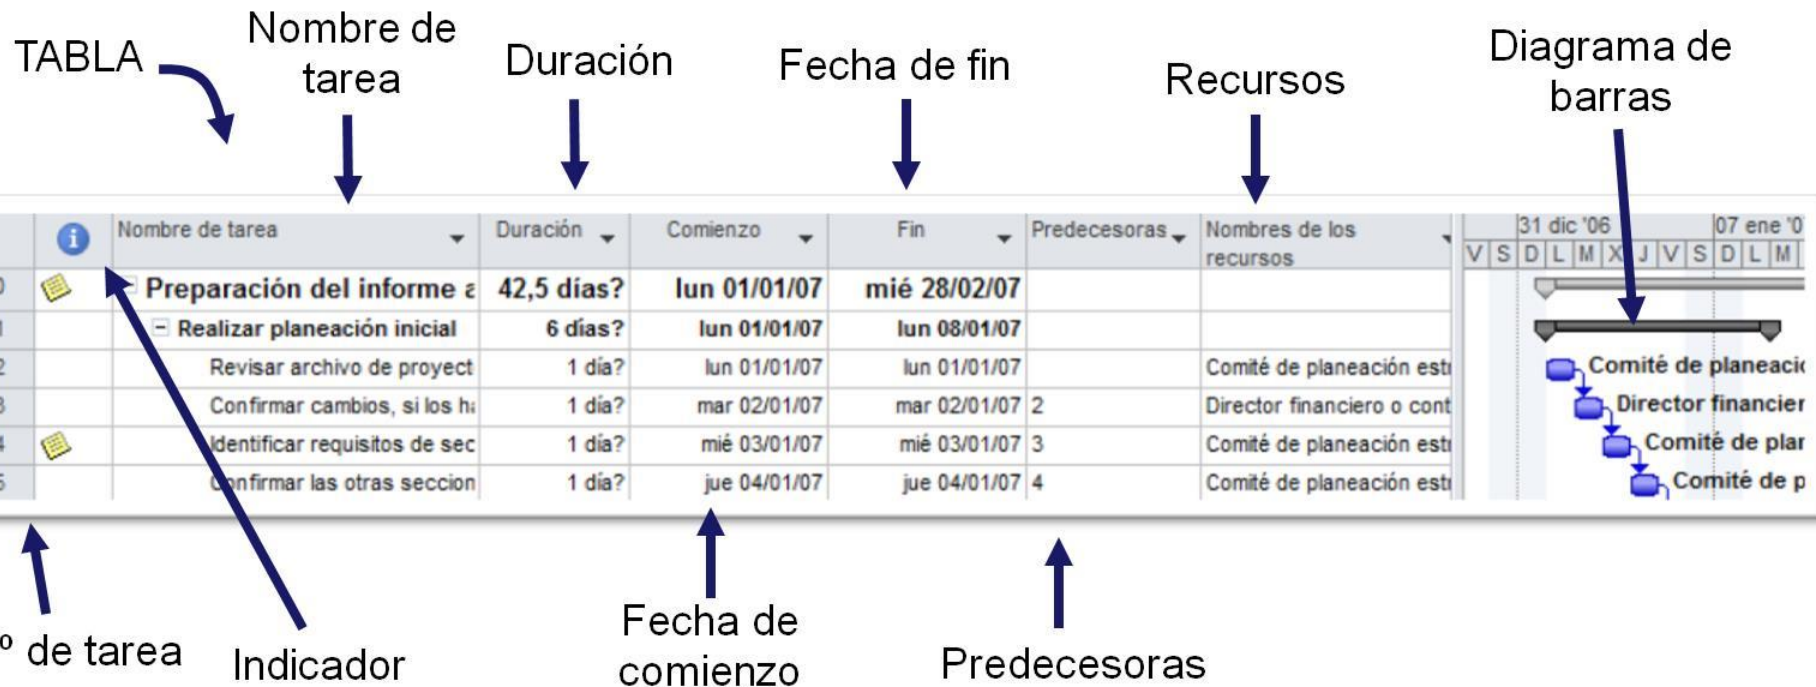 TABLA
Nombre de
tarea
Duración
Fecha de fin
Recursos
Diagrama de
barras
i Nombre de tarea Duración Comienzo Fin Predecesoras Nombres de los
recursos
31 dic '06 07 ene '0
V S D L M X J V S D L M
0 Preparación del informe a 42,5 días? lun 01/01/07 mié 28/02/07
1 Realizar planeación inicial 6 días? lun 01/01/07 lun 08/01/07
2 Revisar archivo de proyect 1 día? lun 01/01/07 lun 01/01/07 Comité de planeación estr Comité de planeació
3 Confirmar cambios, si los ha 1 día? mar 02/01/07 mar 02/01/07 2 Director financiero o cont Director financier
4 Identificar requisitos de sec 1 día? mié 03/01/07 mié 03/01/07 3 Comité de planeación estr Comité de plan
5 Confirmar las otras seccion 1 día? jue 04/01/07 jue 04/01/07 4 Comité de planeación estr Comité de p
º de tarea
Indicador
Fecha de
comienzo
Predecesoras